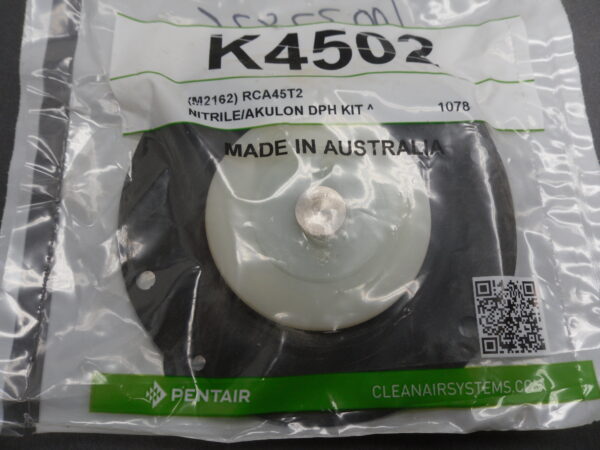 K4502
(M2162) RCA45T2
NITRILE/AKULON DPH KIT A
1078
MADE IN AUSTRALIA
PENTAIR
CLEANAIRSYSTEMS.COM